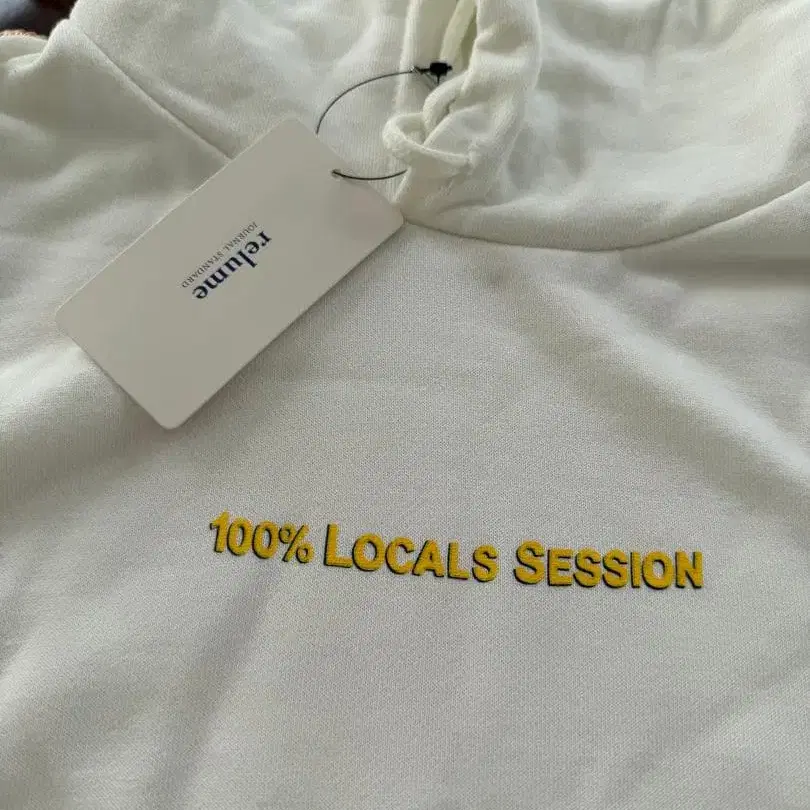 relume
JOURNAL STANDARD
100% LOCALS SESSION